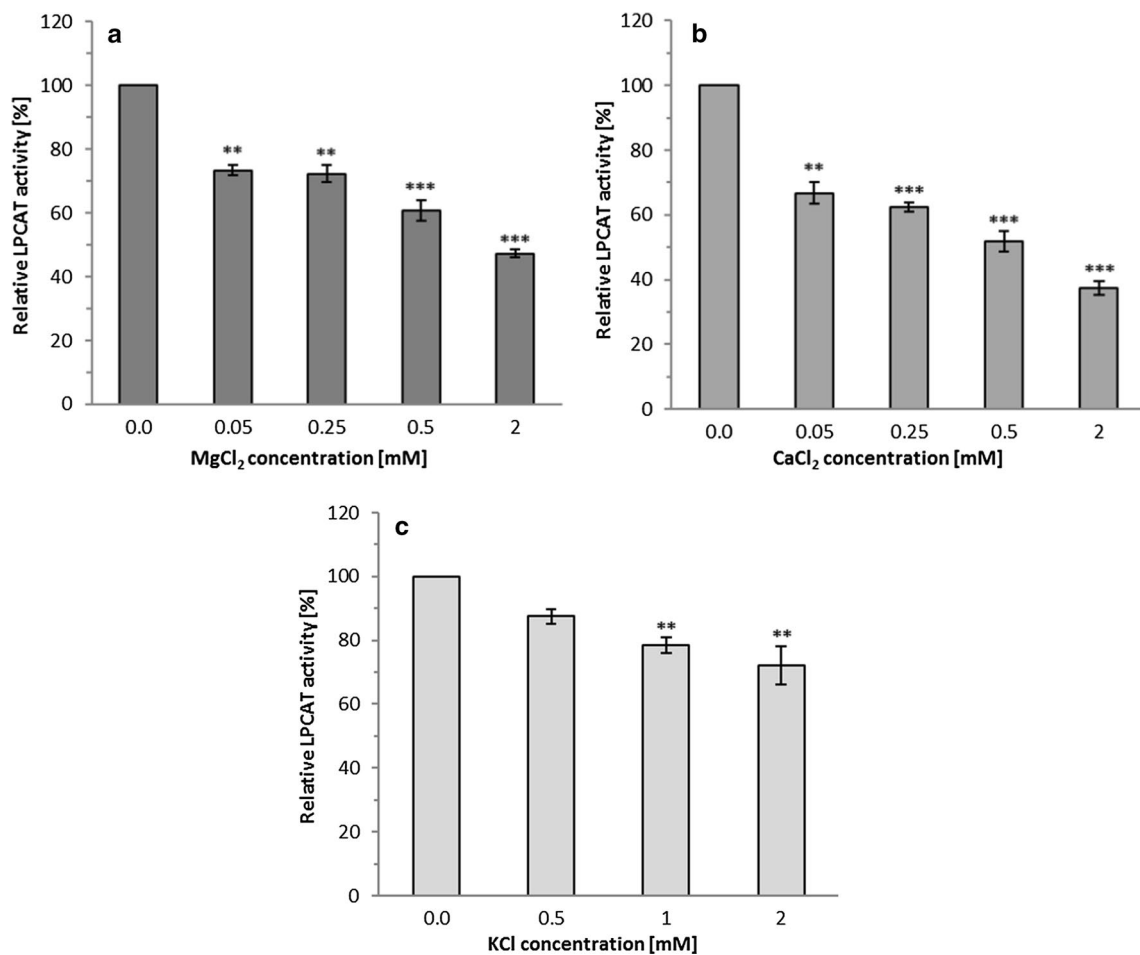 a
Relative LPCAT activity [%]
120
100
80
60
40
20
0
**
**
***
***
0.0 0.05 0.25 0.5 2
MgCl₂ concentration [mM]
b
Relative LPCAT activity [%]
120
100
80
60
40
20
0
**
***
***
***
0.0 0.05 0.25 0.5 2
CaCl₂ concentration [mM]
c
Relative LPCAT activity [%]
120
100
80
60
40
20
0
**
**
0.0 0.5 1 2
KCl concentration [mM]